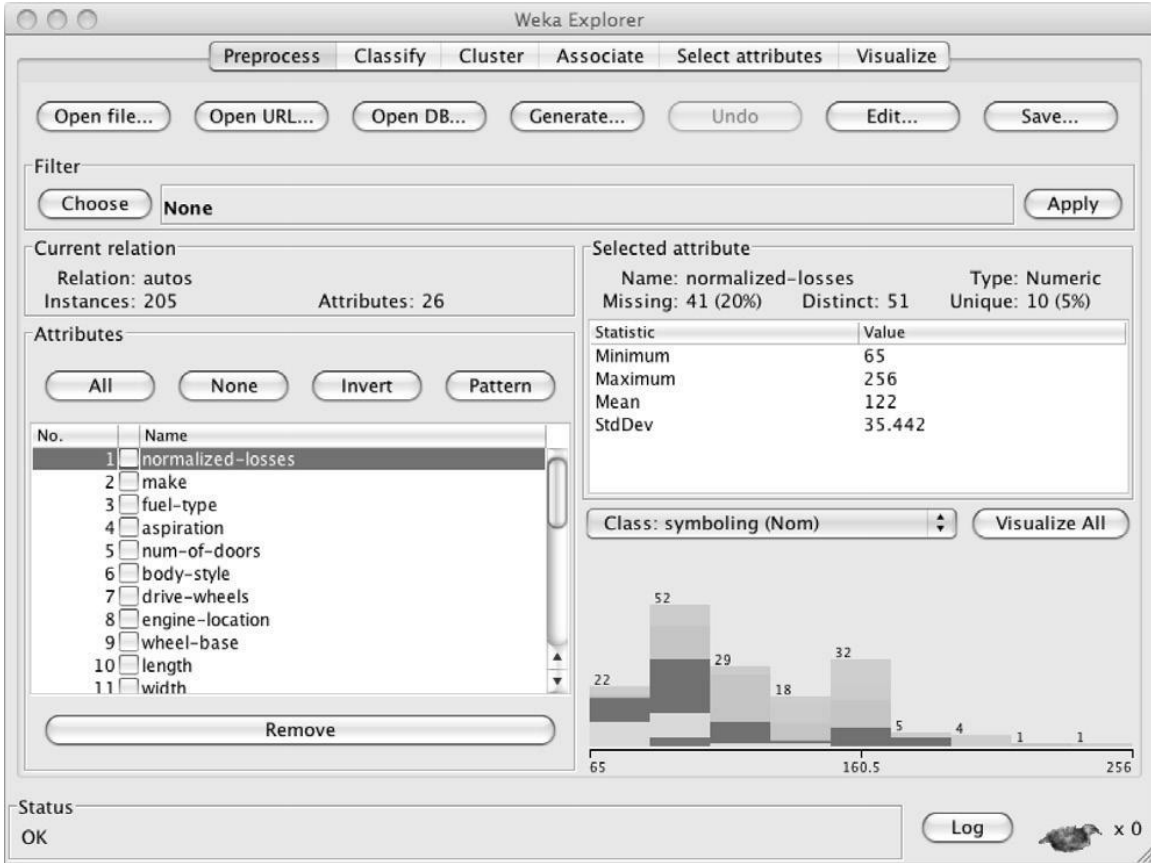 Weka Explorer
Preprocess Classify Cluster Associate Select attributes Visualize
Open file... Open URL... Open DB... Generate... Undo Edit... Save...
Filter
Choose None Apply
Current relation
Relation: autos
Instances: 205 Attributes: 26
Attributes
All None Invert Pattern
No. Name
1 normalized-losses
2 make
3 fuel-type
4 aspiration
5 num-of-doors
6 body-style
7 drive-wheels
8 engine-location
9 wheel-base
10 length
11 width
Remove
Selected attribute
Name: normalized-losses Type: Numeric
Missing: 41 (20%) Distinct: 51 Unique: 10 (5%)
Statistic Value
Minimum 65
Maximum 256
Mean 122
StdDev 35.442
Class: symboling (Nom) Visualize All
22 52 29 18 32 5 4 1 1
65 160.5 256
Status
OK
Log x 0